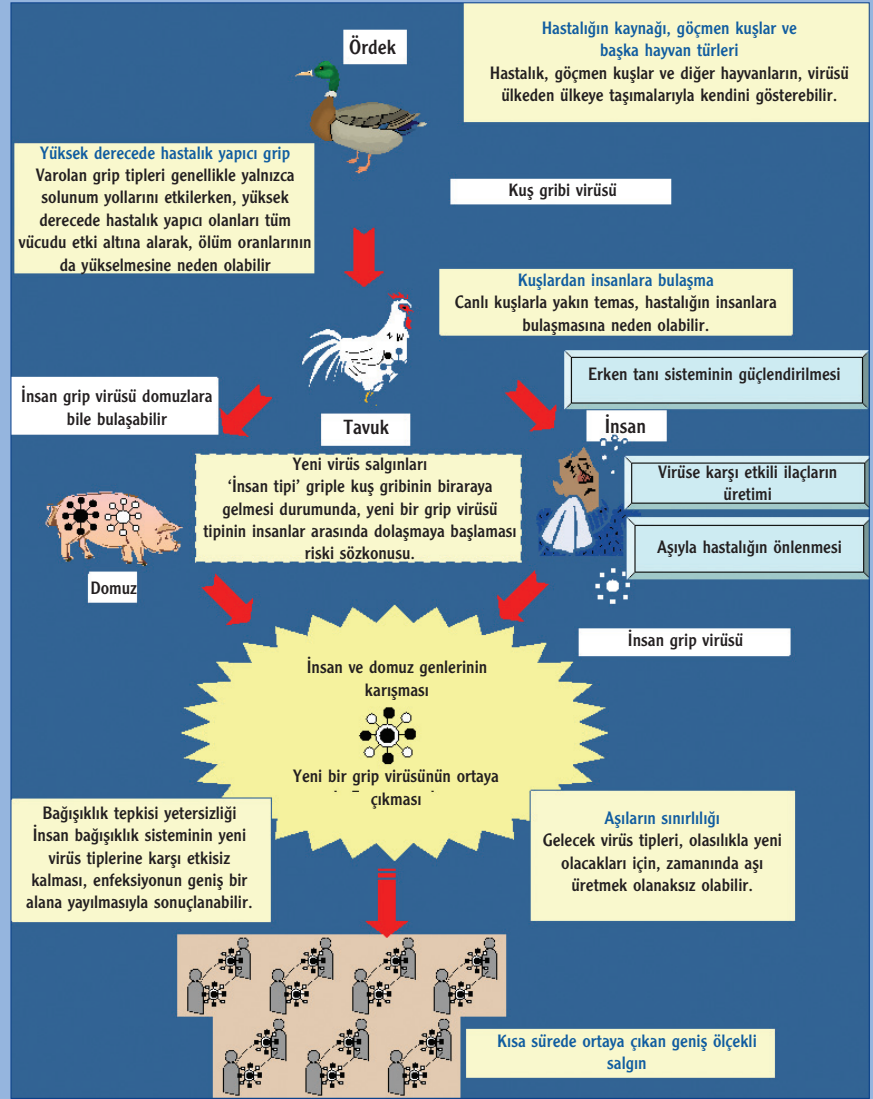 Ördek
Hastalığın kaynağı, göçmen kuşlar ve
başka hayvan türleri
Hastalık, göçmen kuşlar ve diğer hayvanların, virüsü
ülkeden ülkeye taşımalarıyla kendini gösterebilir.
Yüksek derecede hastalık yapıcı grip
Varolan grip tipleri genellikle yalnızca
solunum yollarını etkilerken, yüksek
derecede hastalık yapıcı olanları tüm
vücudu etki altına alarak, ölüm oranlarının
da yükselmesine neden olabilir
Kuş gribi virüsü
Kuşlardan insanlara bulaşma
Canlı kuşlarla yakın temas, hastalığın insanlara
bulaşmasına neden olabilir.
Erken tanı sisteminin güçlendirilmesi
İnsan grip virüsü domuzlara
bile bulaşabilir
Tavuk
İnsan
Yeni virüs salgınları
‘İnsan tipi’ griple kuş gribinin biraraya
gelmesi durumunda, yeni bir grip virüsü
tipinin insanlar arasında dolaşmaya başlaması
riski sözkonusu.
Virüse karşı etkili ilaçların
üretimi
Aşıyla hastalığın önlenmesi
Domuz
İnsan grip virüsü
İnsan ve domuz genlerinin
karışması
Yeni bir grip virüsünün ortaya
çıkması
Bağışıklık tepkisi yetersizliği
İnsan bağışıklık sisteminin yeni
virüs tiplerine karşı etkisiz
kalması, enfeksiyonun geniş bir
alana yayılmasıyla sonuçlanabilir.
Aşıların sınırlılığı
Gelecek virüs tipleri, olasılıkla yeni
olacakları için, zamanında aşı
üretmek olanaksız olabilir.
Kısa sürede ortaya çıkan geniş ölçekli
salgın